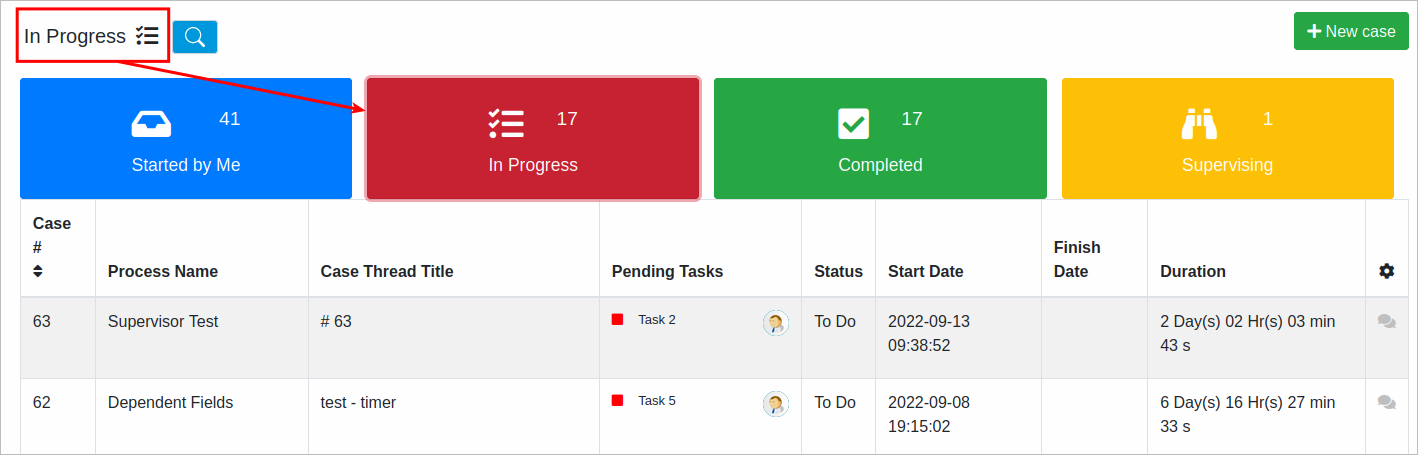 In Progress
New case
41
Started by Me
17
In Progress
17
Completed
1
Supervising
Case
#
Process Name
Case Thread Title
Pending Tasks
Status
Start Date
Finish
Date
Duration
63
Supervisor Test
# 63
Task 2
To Do
2022-09-13
09:38:52
2 Day(s) 02 Hr(s) 03 min
43 s
62
Dependent Fields
test - timer
Task 5
To Do
2022-09-08
19:15:02
6 Day(s) 16 Hr(s) 27 min
33 s